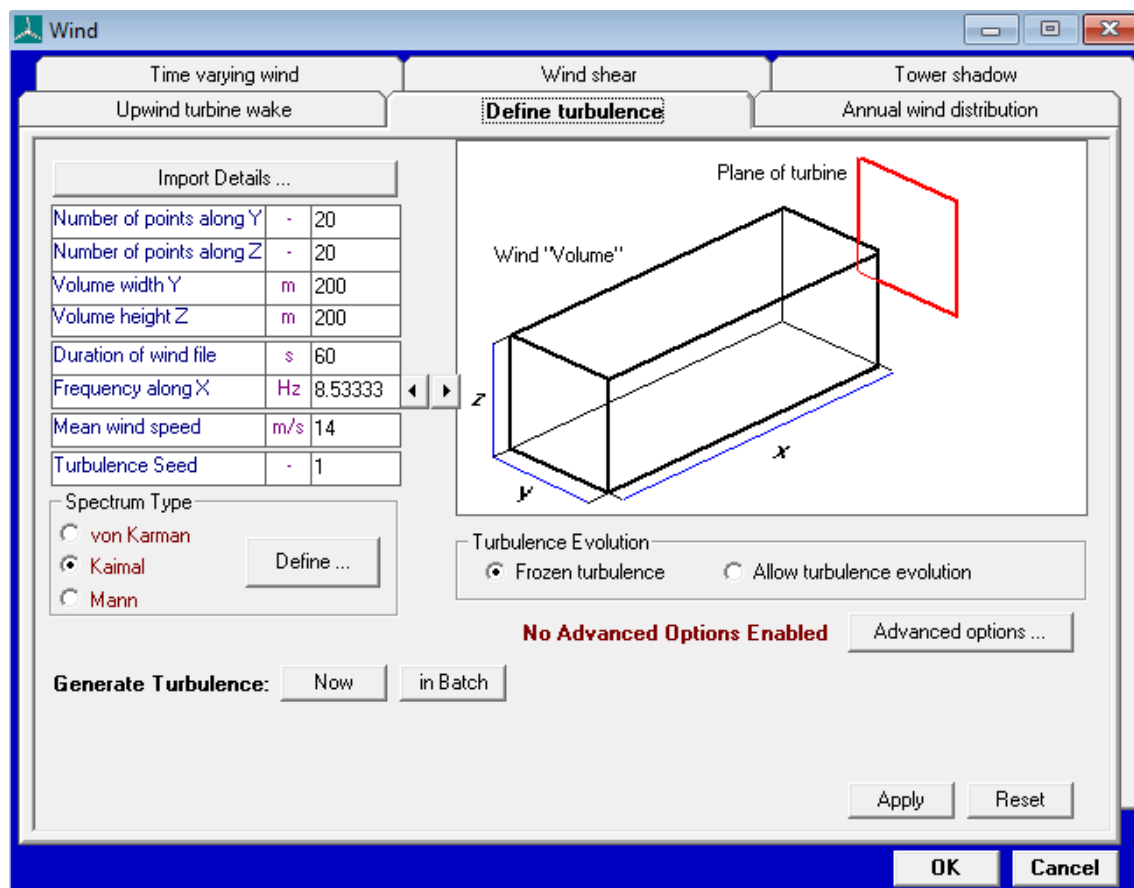 Wind
Time varying wind
Wind shear
Tower shadow
Upwind turbine wake
Define turbulence
Annual wind distribution
Import Details ...
Number of points along Y - 20
Number of points along Z - 20
Volume width Y m 200
Volume height Z m 200
Duration of wind file s 60
Frequency along X Hz 8.53333
Mean wind speed m/s 14
Turbulence Seed - 1
Spectrum Type
von Karman
Kaimal
Mann
Define ...
Plane of turbine
Wind "Volume"
z
y
x
Turbulence Evolution
Frozen turbulence
Allow turbulence evolution
No Advanced Options Enabled
Advanced options ...
Generate Turbulence:
Now
in Batch
Apply
Reset
OK
Cancel